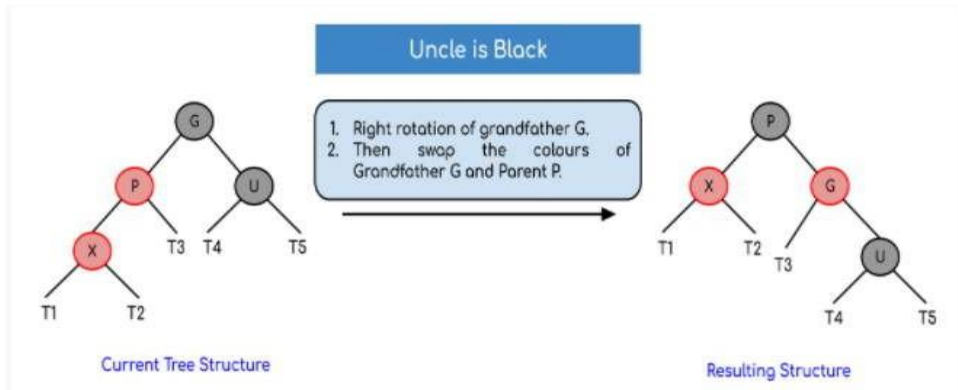 Uncle is Black
1. Right rotation of grandfather G,
2. Then swap the colours of
Grandfather G and Parent P.
G
P
U
X
T3
T4
T5
T1
T2
Current Tree Structure
P
X
G
T1
T2
T3
U
T4
T5
Resulting Structure